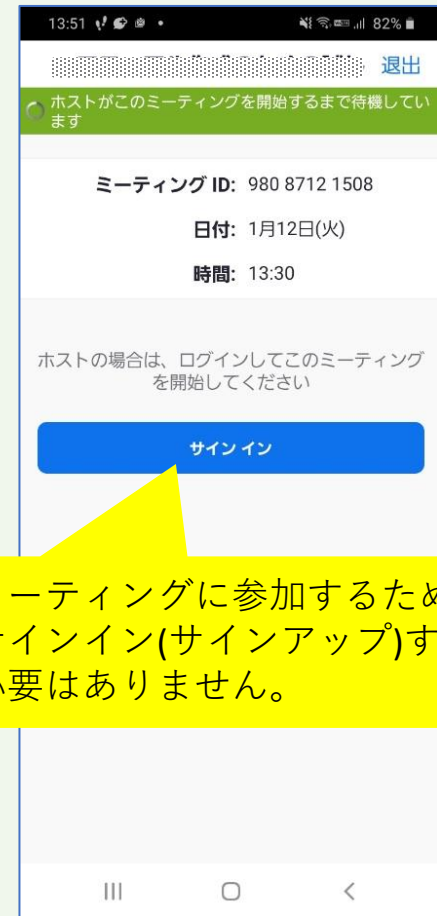 13:51 82%
退出
ホストがこのミーティングを開始するまで待機してい
ます
ミーティング ID: 980 8712 1508
日付: 1月12日(火)
時間: 13:30
ホストの場合は、ログインしてこのミーティング
を開始してください
サイン イン
ーティングに参加するため
サインイン(サインアップ)す
必要はありません。